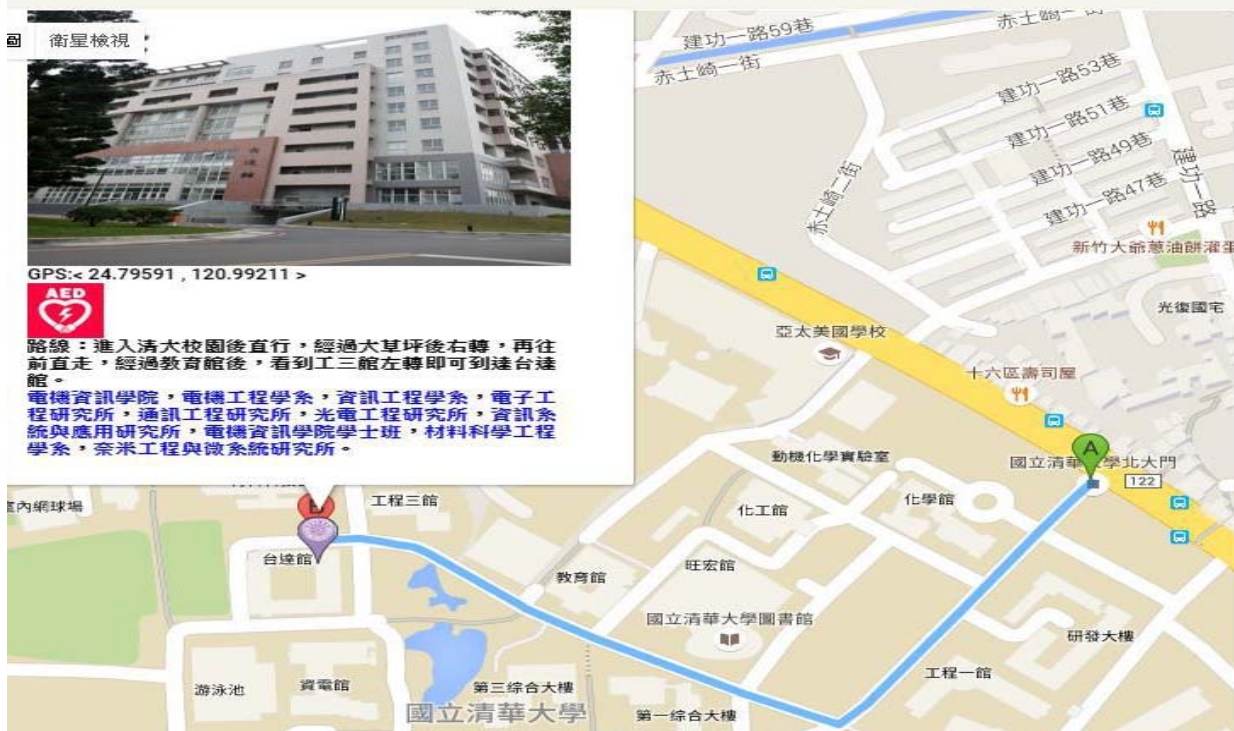 圖
衛星檢視
台達館
GPS:< 24.79591 , 120.99211 >
AED
路線：進入清大校園後直行，經過大草坪後右轉，再往
前直走，經過教育館後，看到工三館左轉即可到達台達
館。
電機資訊學院，電機工程學系，資訊工程學系，電子工
程研究所，通訊工程研究所，光電工程研究所，資訊系
統與應用研究所，電機資訊學院學士班，材料科學工程
學系，奈米工程與微系統研究所。
建功一路59巷
赤土崎一街
赤土崎一街
建功一路53巷
建功一路51巷
建功一路49巷
建功一路47巷
建功一路
赤土崎二街
新竹大爺蔥油餅灌蛋
光復國宅
亞太美國學校
十六區壽司屋
A
國立清華大學北大門
122
動機化學實驗室
化學館
化工館
旺宏館
教育館
國立清華大學圖書館
研發大樓
工程一館
工程三館
室內網球場
台達館
游泳池
資電館
第三綜合大樓
國立清華大學
第一綜合大樓